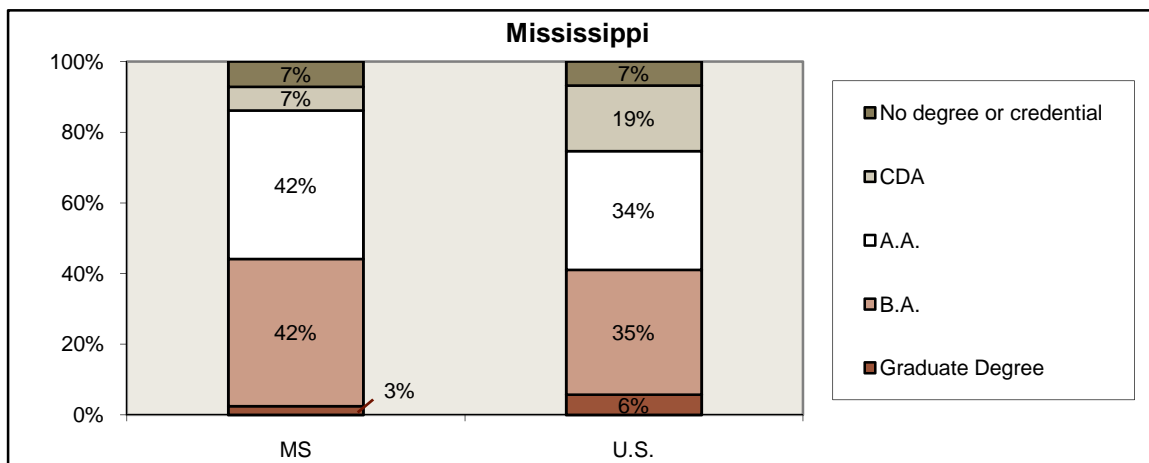 Mississippi
100%
80%
60%
40%
20%
0%
7%
7%
42%
42%
3%
7%
19%
34%
35%
6%
MS
U.S.
No degree or credential
CDA
A.A.
B.A.
Graduate Degree